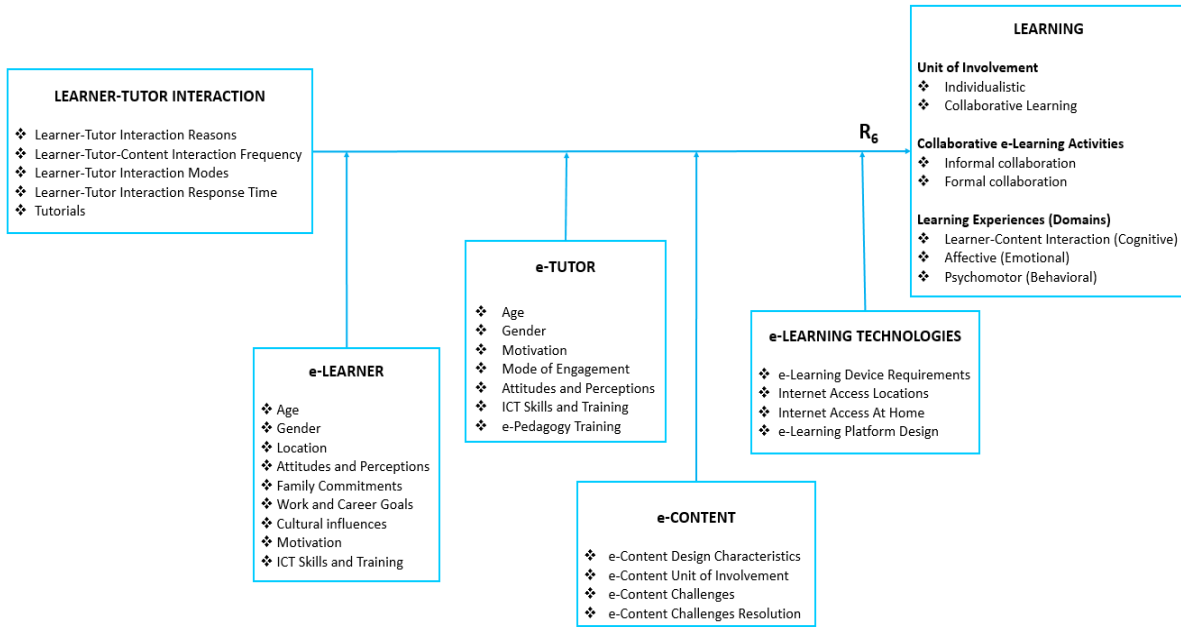 LEARNER-TUTOR INTERACTION
❖ Learner-Tutor Interaction Reasons
❖ Learner-Tutor-Content Interaction Frequency
❖ Learner-Tutor Interaction Modes
❖ Learner-Tutor Interaction Response Time
❖ Tutorials
R₆
LEARNING
Unit of Involvement
❖ Individualistic
❖ Collaborative Learning
Collaborative e-Learning Activities
❖ Informal collaboration
❖ Formal collaboration
Learning Experiences (Domains)
❖ Learner-Content Interaction (Cognitive)
❖ Affective (Emotional)
❖ Psychomotor (Behavioral)
e-LEARNER
❖ Age
❖ Gender
❖ Location
❖ Attitudes and Perceptions
❖ Family Commitments
❖ Work and Career Goals
❖ Cultural influences
❖ Motivation
❖ ICT Skills and Training
e-TUTOR
❖ Age
❖ Gender
❖ Motivation
❖ Mode of Engagement
❖ Attitudes and Perceptions
❖ ICT Skills and Training
❖ e-Pedagogy Training
e-CONTENT
❖ e-Content Design Characteristics
❖ e-Content Unit of Involvement
❖ e-Content Challenges
❖ e-Content Challenges Resolution
e-LEARNING TECHNOLOGIES
❖ e-Learning Device Requirements
❖ Internet Access Locations
❖ Internet Access At Home
❖ e-Learning Platform Design